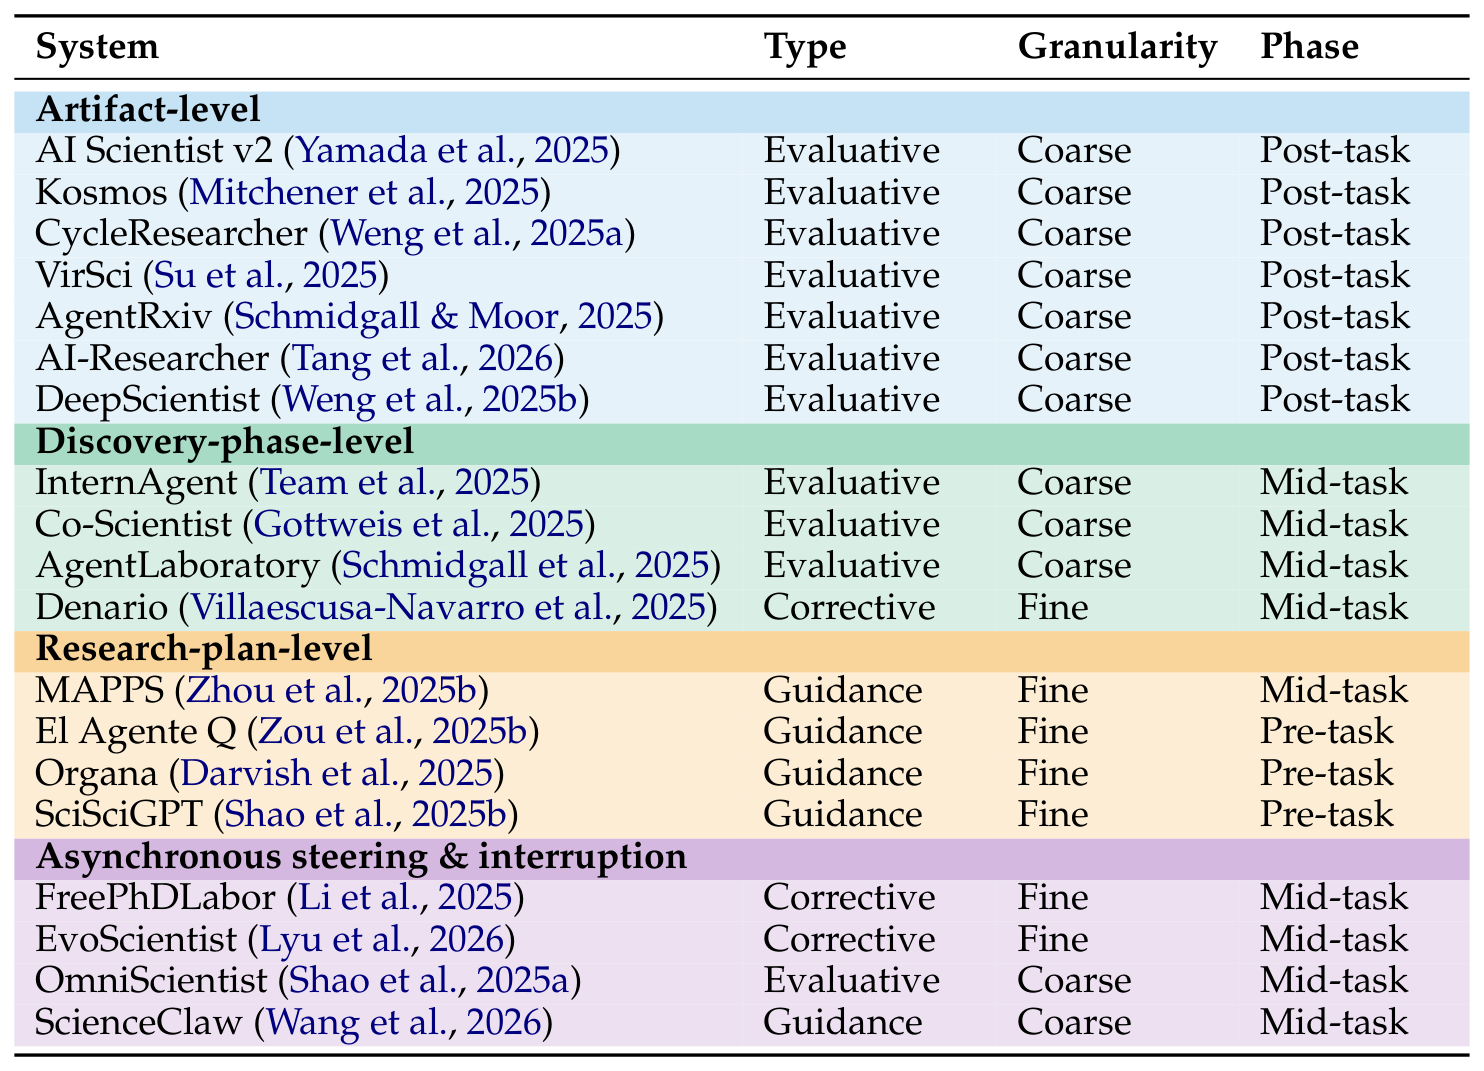 System Type Granularity Phase
Artifact-level
AI Scientist v2 (Yamada et al., 2025) Evaluative Coarse Post-task
Kosmos (Mitchener et al., 2025) Evaluative Coarse Post-task
CycleResearcher (Weng et al., 2025a) Evaluative Coarse Post-task
VirSci (Su et al., 2025) Evaluative Coarse Post-task
AgentRxiv (Schmidgall & Moor, 2025) Evaluative Coarse Post-task
AI-Researcher (Tang et al., 2026) Evaluative Coarse Post-task
DeepScientist (Weng et al., 2025b) Evaluative Coarse Post-task
Discovery-phase-level
InternAgent (Team et al., 2025) Evaluative Coarse Mid-task
Co-Scientist (Gottweis et al., 2025) Evaluative Coarse Mid-task
AgentLaboratory (Schmidgall et al., 2025) Evaluative Coarse Mid-task
Denario (Villaescusa-Navarro et al., 2025) Corrective Fine Mid-task
Research-plan-level
MAPPS (Zhou et al., 2025b) Guidance Fine Mid-task
El Agente Q (Zou et al., 2025b) Guidance Fine Pre-task
Organa (Darvish et al., 2025) Guidance Fine Pre-task
SciSciGPT (Shao et al., 2025b) Guidance Fine Pre-task
Asynchronous steering & interruption
FreePhDLabor (Li et al., 2025) Corrective Fine Mid-task
EvoScientist (Lyu et al., 2026) Corrective Fine Mid-task
OmniScientist (Shao et al., 2025a) Evaluative Coarse Mid-task
ScienceClaw (Wang et al., 2026) Guidance Coarse Mid-task